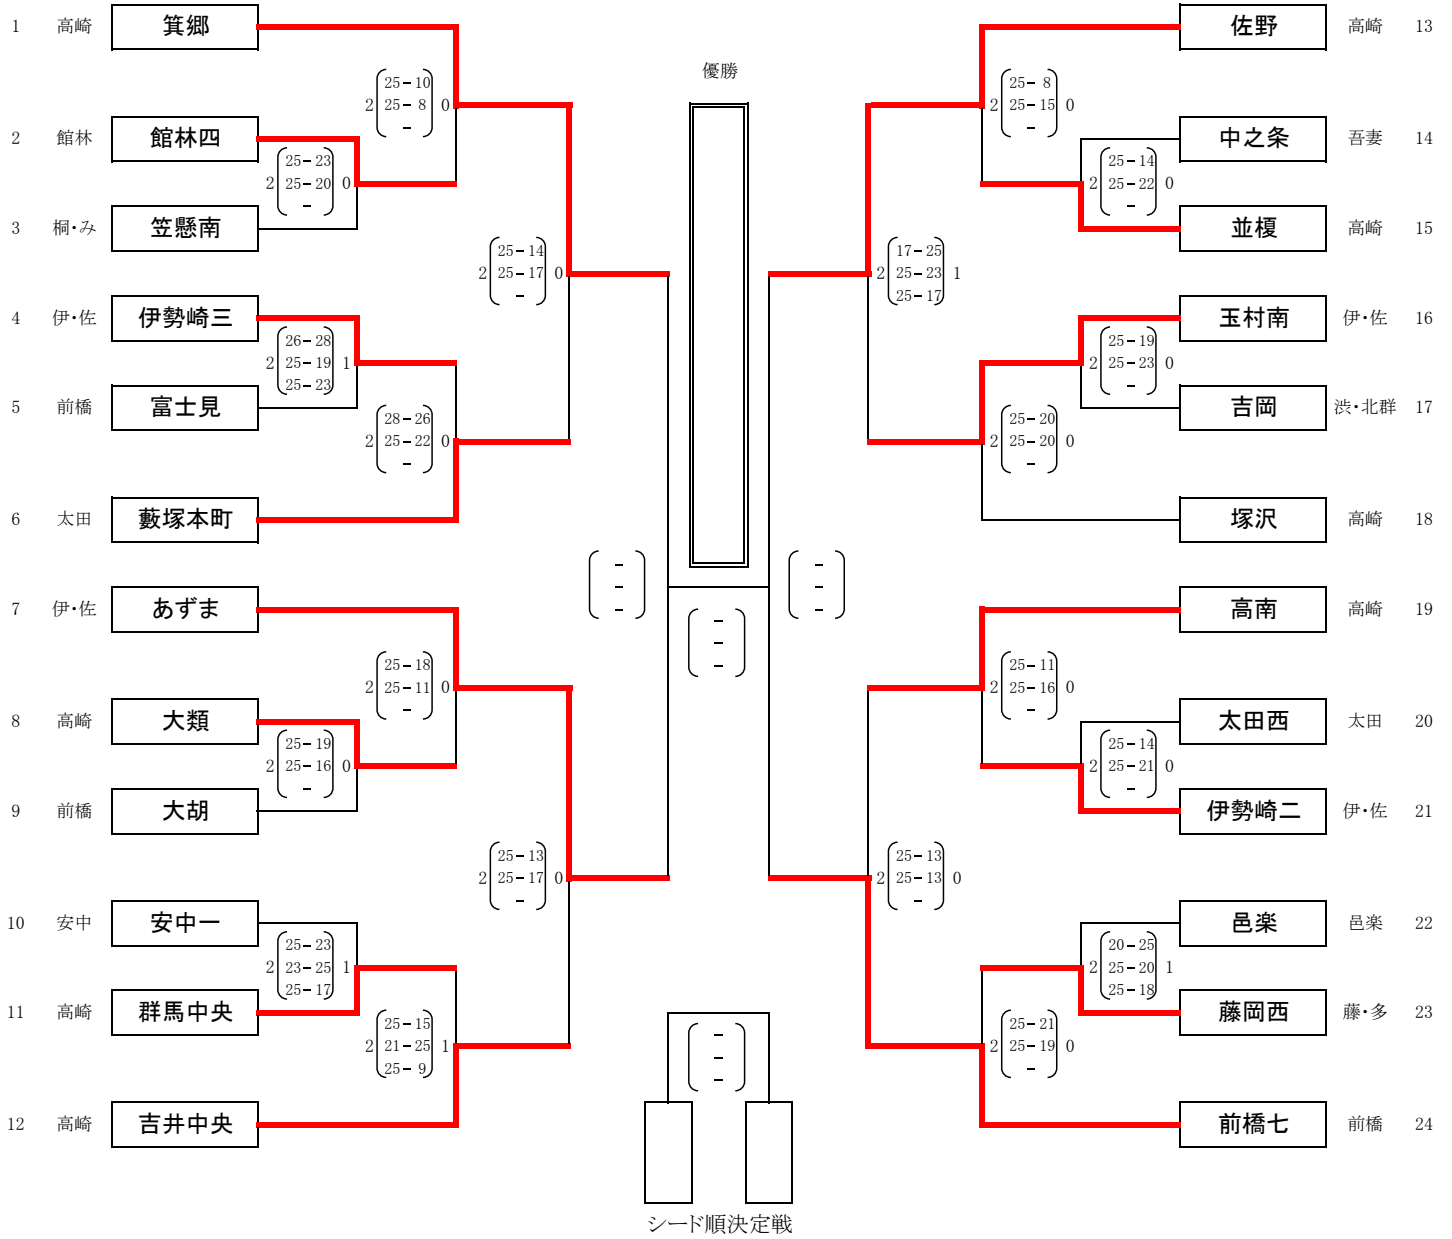 優勝
1 高崎 箕郷
25-10
2 25-8 0
-
2 館林 館林四
25-23
2 25-20 0
-
3 桐・み 笠懸南
25-14
2 25-17 0
-
4 伊・佐 伊勢崎三
26-28
2 25-19 1
25-23
5 前橋 富士見
28-26
2 25-22 0
-
6 太田 藪塚本町
7 伊・佐 あずま
25-18
2 25-11 0
-
8 高崎 大類
25-19
2 25-16 0
-
9 前橋 大胡
25-13
2 25-17 0
-
10 安中 安中一
25-23
2 23-25 1
25-17
11 高崎 群馬中央
25-15
2 21-25 1
25-9
12 高崎 吉井中央
-
-
-
-
-
-
-
-
-
佐野 高崎 13
25-8
2 25-15 0
-
中之条 吾妻 14
25-14
2 25-22 0
-
並榎 高崎 15
17-25
2 25-23 1
25-17
玉村南 伊・佐 16
25-19
2 25-23 0
-
吉岡 渋・北群 17
25-20
2 25-20 0
-
塚沢 高崎 18
高南 高崎 19
25-11
2 25-16 0
-
太田西 太田 20
25-14
2 25-21 0
-
伊勢崎二 伊・佐 21
25-13
2 25-13 0
-
邑楽 邑楽 22
20-25
2 25-20 1
25-18
藤岡西 藤・多 23
25-21
2 25-19 0
-
前橋七 前橋 24
-
-
-
シード順決定戦